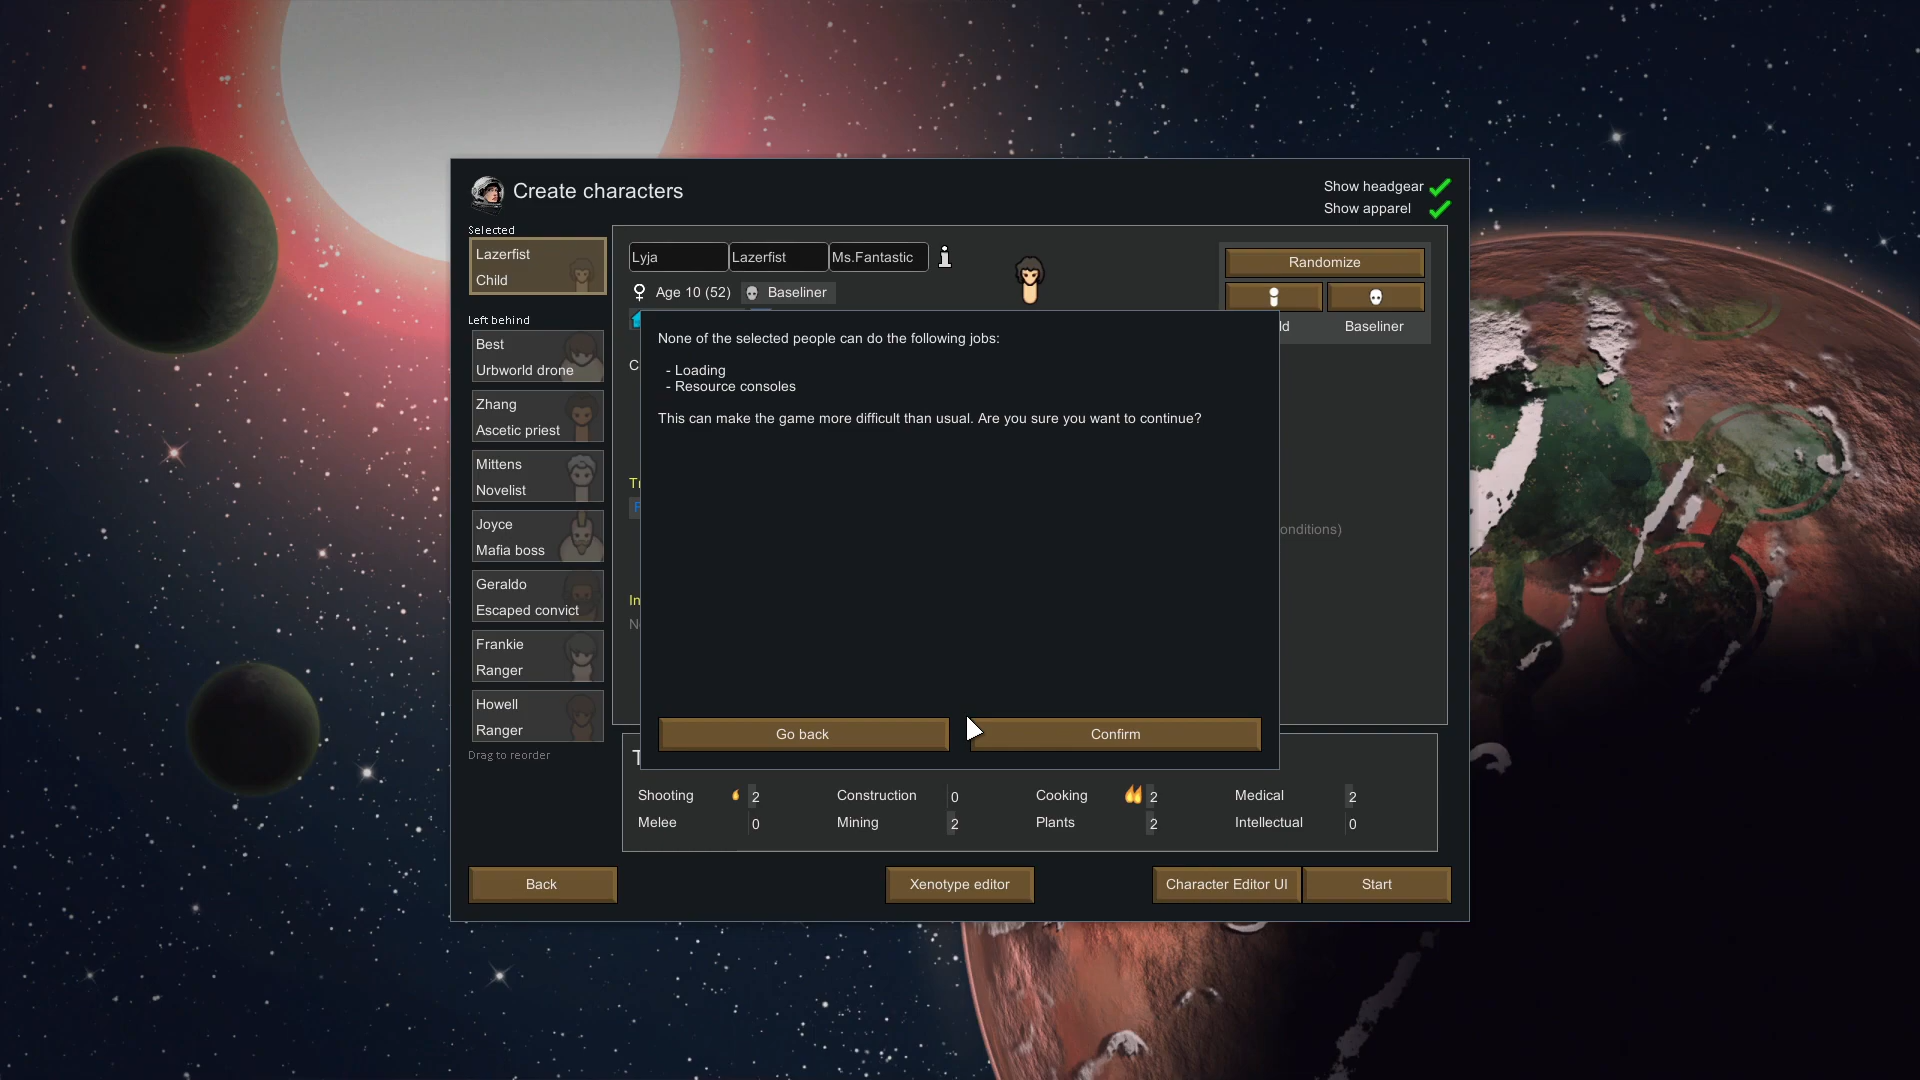 Create characters
Show headgear
Show apparel
Selected
Lazerfist
Child
Left behind
Best
Urbworld drone
Zhang
Ascetic priest
Mittens
Novelist
Joyce
Mafia boss
Geraldo
Escaped convict
Frankie
Ranger
Howell
Ranger
Drag to reorder
Lyja Lazerfist Ms.Fantastic
Age 10 (52) Baseliner
Randomize
Baseliner
None of the selected people can do the following jobs:
- Loading
- Resource consoles
This can make the game more difficult than usual. Are you sure you want to continue?
onditions)
Go back Confirm
Shooting 2 Construction 0 Cooking 2 Medical 2
Melee 0 Mining 2 Plants 2 Intellectual 0
Back Xenotype editor Character Editor UI Start